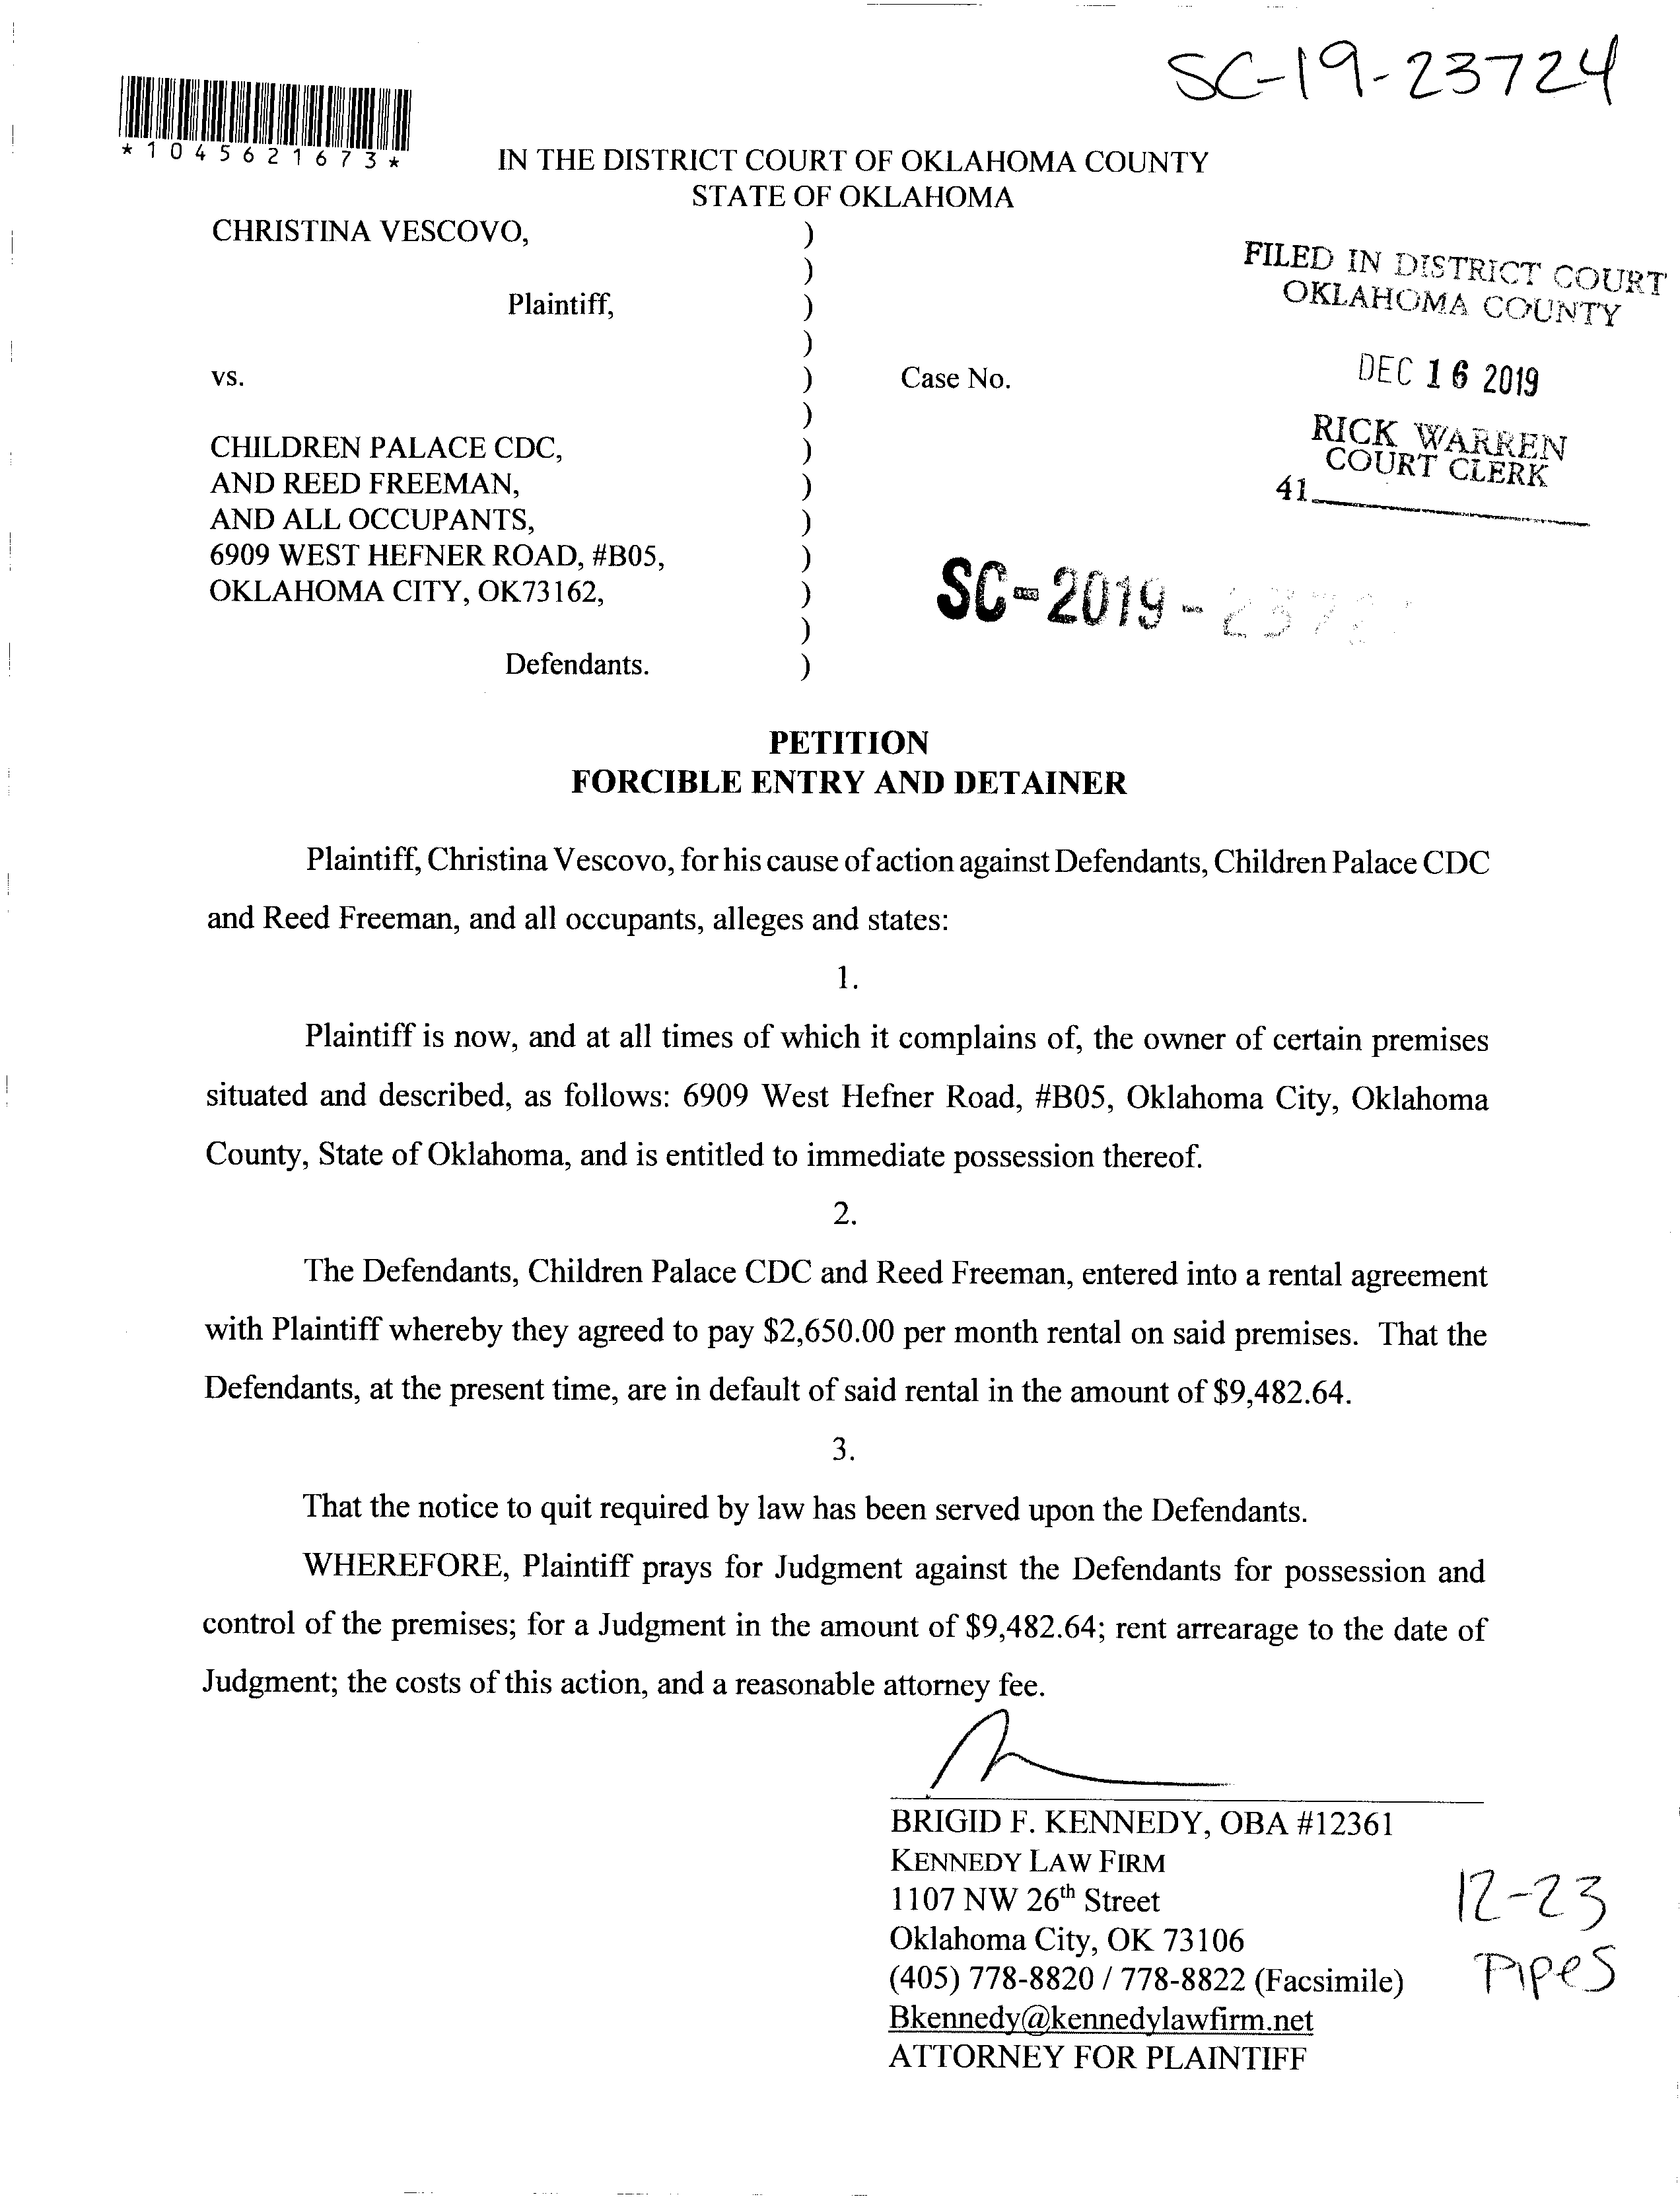 SC-19-23724
*1045621673*
IN THE DISTRICT COURT OF OKLAHOMA COUNTY
STATE OF OKLAHOMA
CHRISTINA VESCOVO, )
)
Plaintiff, )
)
vs. ) Case No.
)
CHILDREN PALACE CDC, )
AND REED FREEMAN, )
AND ALL OCCUPANTS, )
6909 WEST HEFNER ROAD, #B05, )
OKLAHOMA CITY, OK73162, )
)
Defendants. )
FILED IN DISTRICT COURT
OKLAHOMA COUNTY
DEC 16 2019
RICK WARREN
COURT CLERK
41
SC-2019-
PETITION
FORCIBLE ENTRY AND DETAINER
Plaintiff, Christina Vescovo, for his cause of action against Defendants, Children Palace CDC
and Reed Freeman, and all occupants, alleges and states:
1.
Plaintiff is now, and at all times of which it complains of, the owner of certain premises
situated and described, as follows: 6909 West Hefner Road, #B05, Oklahoma City, Oklahoma
County, State of Oklahoma, and is entitled to immediate possession thereof.
2.
The Defendants, Children Palace CDC and Reed Freeman, entered into a rental agreement
with Plaintiff whereby they agreed to pay $2,650.00 per month rental on said premises. That the
Defendants, at the present time, are in default of said rental in the amount of $9,482.64.
3.
That the notice to quit required by law has been served upon the Defendants.
WHEREFORE, Plaintiff prays for Judgment against the Defendants for possession and
control of the premises; for a Judgment in the amount of $9,482.64; rent arrearage to the date of
Judgment; the costs of this action, and a reasonable attorney fee.
BRIGID F. KENNEDY, OBA #12361
KENNEDY LAW FIRM
1107 NW 26th Street
Oklahoma City, OK 73106
(405) 778-8820 / 778-8822 (Facsimile)
Bkennedy@kennedylawfirm.net
ATTORNEY FOR PLAINTIFF
12-23
Pipes